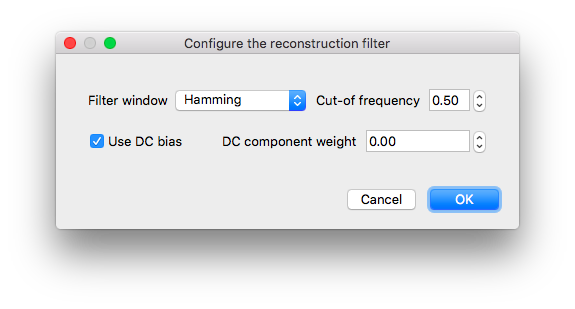 Configure the reconstruction filter
Filter window Hamming Cut-of frequency 0.50
Use DC bias DC component weight 0.00
Cancel OK